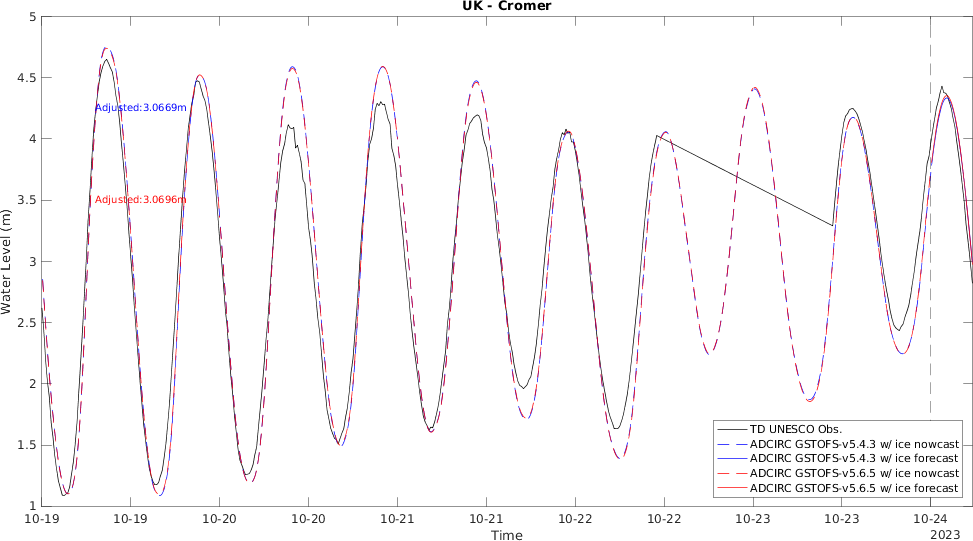 UK - Cromer
5
4.5
4
3.5
3
2.5
2
1.5
1
Water Level (m)
Adjusted:3.0669m
Adjusted:3.0696m
TD UNESCO Obs.
ADCIRC GSTOFS-v5.4.3 w/ ice nowcast
ADCIRC GSTOFS-v5.4.3 w/ ice forecast
ADCIRC GSTOFS-v5.6.5 w/ ice nowcast
ADCIRC GSTOFS-v5.6.5 w/ ice forecast
10-19 10-19 10-20 10-20 10-21 10-21 10-22 10-22 10-23 10-23 10-24
2023
Time